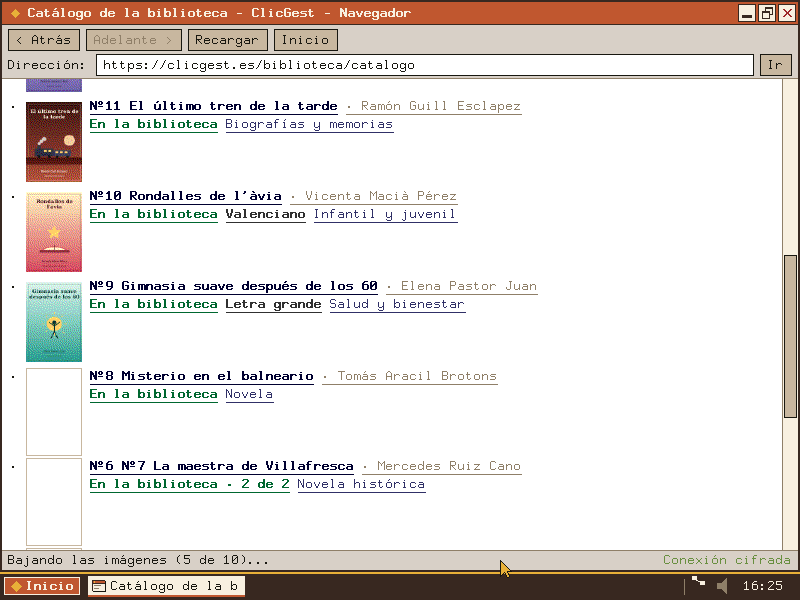 Catálogo de la biblioteca - ClicGest - Navegador
< Atrás Adelante > Recargar Inicio
Dirección: https://clicgest.es/biblioteca/catalogo Ir
El último tren de
la tarde
Nº11 El último tren de la tarde · Ramón Guill Esclapez
En la biblioteca Biografías y memorias
Rondalles de
l'àvia
Nº10 Rondalles de l'àvia · Vicenta Macià Pérez
En la biblioteca Valenciano Infantil y juvenil
Gimnasia suave
después de los 60
Nº9 Gimnasia suave después de los 60 · Elena Pastor Juan
En la biblioteca Letra grande Salud y bienestar
Nº8 Misterio en el balneario · Tomás Aracil Brotons
En la biblioteca Novela
Nº6 Nº7 La maestra de Villafresca · Mercedes Ruiz Cano
En la biblioteca · 2 de 2 Novela histórica
Bajando las imágenes (5 de 10)... Conexión cifrada
Inicio Catálogo de la b 16:25